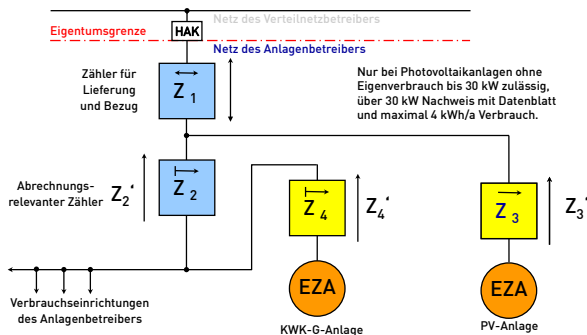 Netz des Verteilnetzbetreibers
Eigentumsgrenze
HAK
Netz des Anlagenbetreibers
Zähler für
Lieferung
und Bezug
Z 1
Nur bei Photovoltaikanlagen ohne
Eigenverbrauch bis 30 kW zulässig,
über 30 kW Nachweis mit Datenblatt
und maximal 4 kWh/a Verbrauch.
Abrechnungs-
relevanter Zähler
Z2‘
Z 2
Z 4
Z4‘
Z 3
Z3‘
EZA
EZA
Verbrauchseinrichtungen
des Anlagenbetreibers
KWK-G-Anlage
PV-Anlage